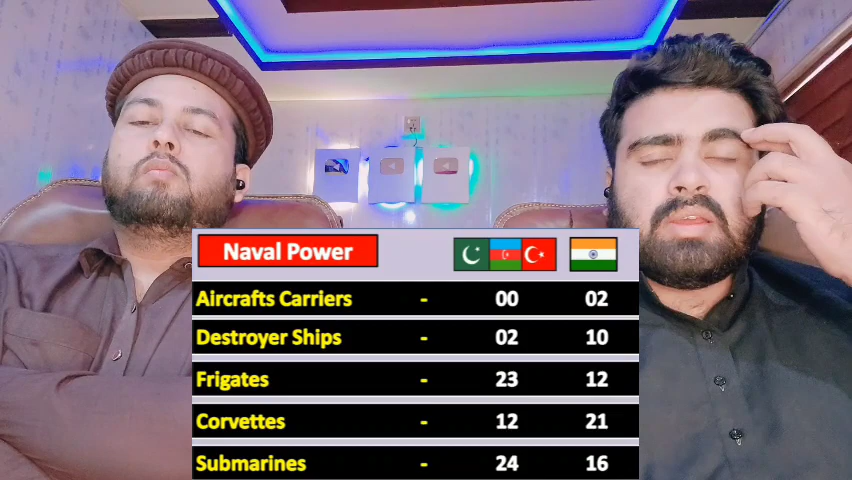 Naval Power
Aircrafts Carriers - 00 02
Destroyer Ships - 02 10
Frigates - 23 12
Corvettes - 12 21
Submarines - 24 16